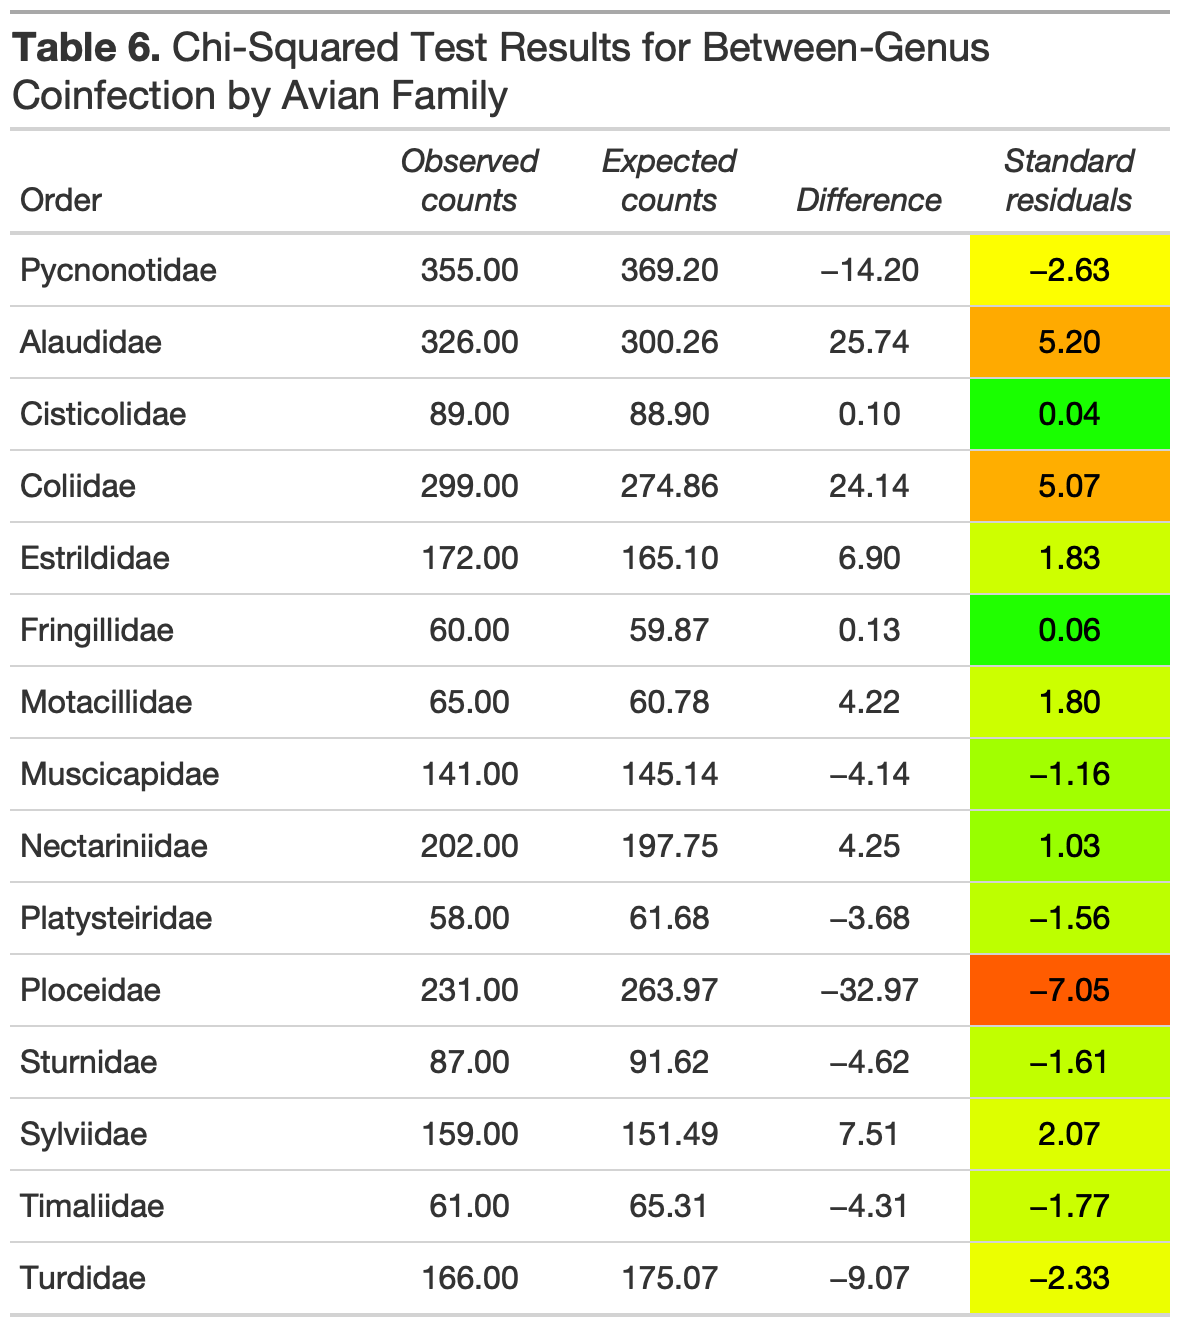 Table 6. Chi-Squared Test Results for Between-Genus
Coinfection by Avian Family
Order Observed counts Expected counts Difference Standard residuals
Pycnonotidae 355.00 369.20 −14.20 −2.63
Alaudidae 326.00 300.26 25.74 5.20
Cisticolidae 89.00 88.90 0.10 0.04
Coliidae 299.00 274.86 24.14 5.07
Estrildidae 172.00 165.10 6.90 1.83
Fringillidae 60.00 59.87 0.13 0.06
Motacillidae 65.00 60.78 4.22 1.80
Muscicapidae 141.00 145.14 −4.14 −1.16
Nectariniidae 202.00 197.75 4.25 1.03
Platysteiridae 58.00 61.68 −3.68 −1.56
Ploceidae 231.00 263.97 −32.97 −7.05
Sturnidae 87.00 91.62 −4.62 −1.61
Sylviidae 159.00 151.49 7.51 2.07
Timaliidae 61.00 65.31 −4.31 −1.77
Turdidae 166.00 175.07 −9.07 −2.33